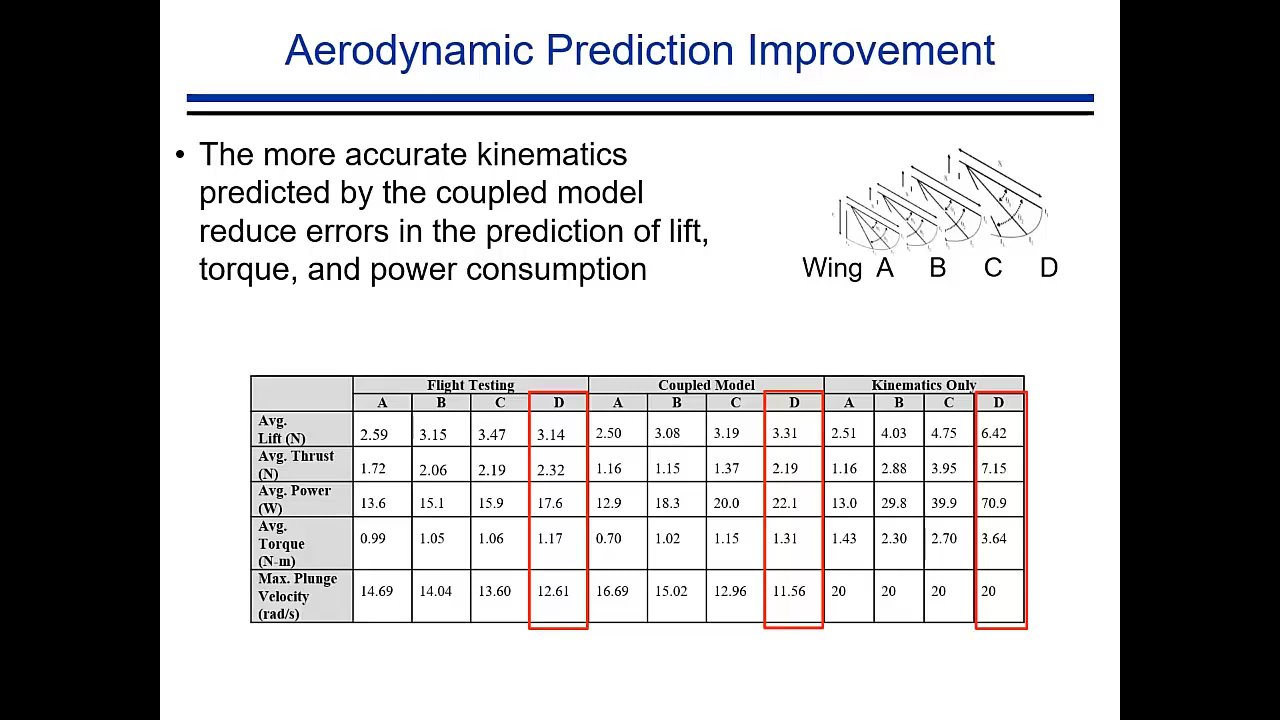 Aerodynamic Prediction Improvement
• The more accurate kinematics
predicted by the coupled model
reduce errors in the prediction of lift,
torque, and power consumption
Wing A B C D
Flight Testing Coupled Model Kinematics Only
A B C D A B C D A B C D
Avg.
Lift (N) 2.59 3.15 3.47 3.14 2.50 3.08 3.19 3.31 2.51 4.03 4.75 6.42
Avg. Thrust
(N) 1.72 2.06 2.19 2.32 1.16 1.15 1.37 2.19 1.16 2.88 3.95 7.15
Avg. Power
(W) 13.6 15.1 15.9 17.6 12.9 18.3 20.0 22.1 13.0 29.8 39.9 70.9
Avg.
Torque 0.99 1.05 1.06 1.17 0.70 1.02 1.15 1.31 1.43 2.30 2.70 3.64
(N-m)
Max. Plunge
Velocity 14.69 14.04 13.60 12.61 16.69 15.02 12.96 11.56 20 20 20 20
(rad/s)